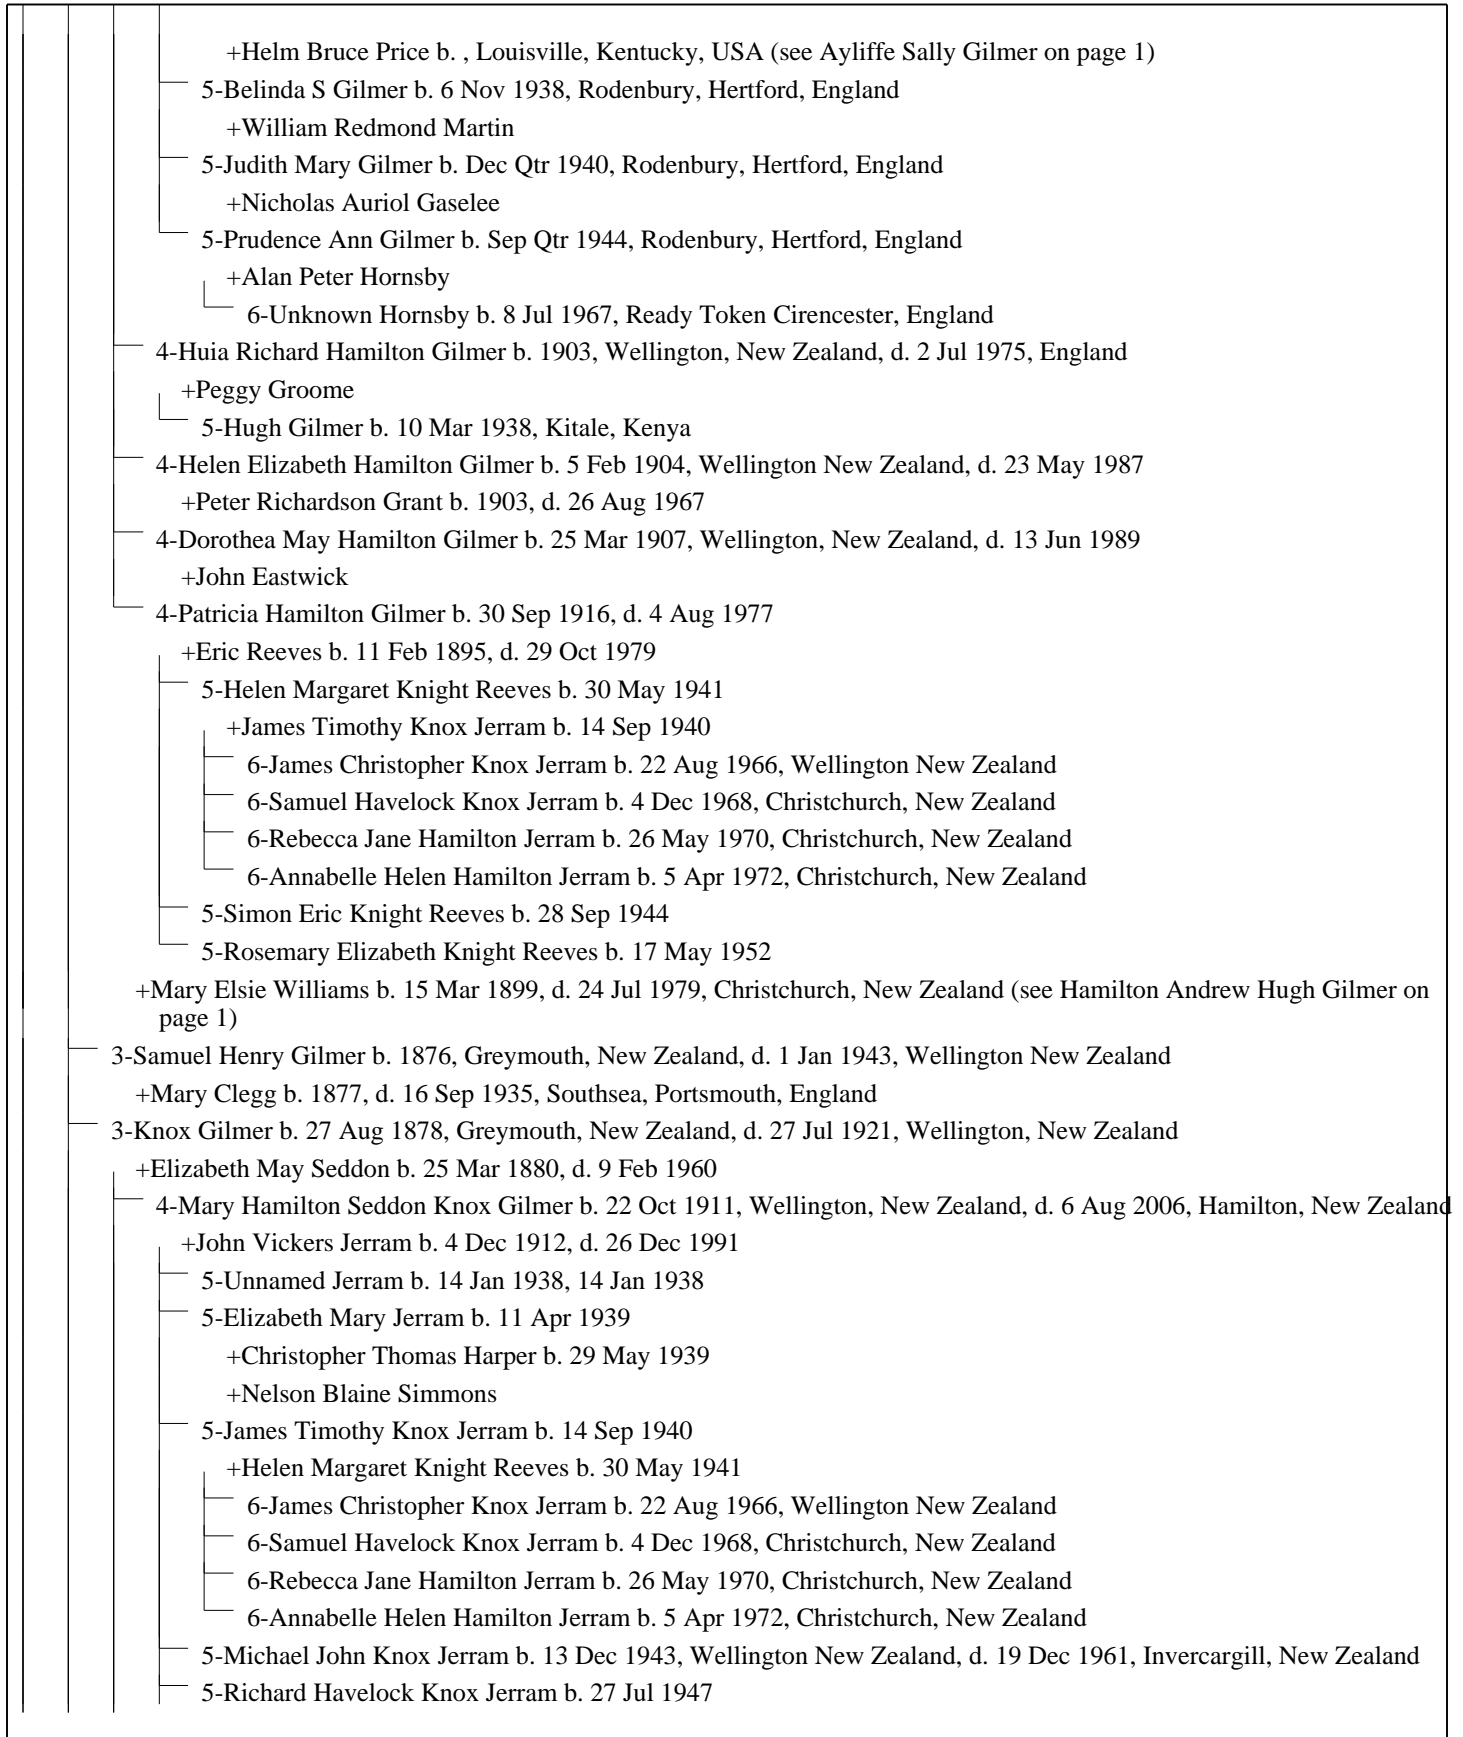 +Helm Bruce Price b. , Louisville, Kentucky, USA (see Ayliffe Sally Gilmer on page 1)
5-Belinda S Gilmer b. 6 Nov 1938, Rodenbury, Hertford, England
+William Redmond Martin
5-Judith Mary Gilmer b. Dec Qtr 1940, Rodenbury, Hertford, England
+Nicholas Auriol Gaselee
5-Prudence Ann Gilmer b. Sep Qtr 1944, Rodenbury, Hertford, England
+Alan Peter Hornsby
6-Unknown Hornsby b. 8 Jul 1967, Ready Token Cirencester, England
4-Huia Richard Hamilton Gilmer b. 1903, Wellington, New Zealand, d. 2 Jul 1975, England
+Peggy Groome
5-Hugh Gilmer b. 10 Mar 1938, Kitale, Kenya
4-Helen Elizabeth Hamilton Gilmer b. 5 Feb 1904, Wellington New Zealand, d. 23 May 1987
+Peter Richardson Grant b. 1903, d. 26 Aug 1967
4-Dorothea May Hamilton Gilmer b. 25 Mar 1907, Wellington, New Zealand, d. 13 Jun 1989
+John Eastwick
4-Patricia Hamilton Gilmer b. 30 Sep 1916, d. 4 Aug 1977
+Eric Reeves b. 11 Feb 1895, d. 29 Oct 1979
5-Helen Margaret Knight Reeves b. 30 May 1941
+James Timothy Knox Jerram b. 14 Sep 1940
6-James Christopher Knox Jerram b. 22 Aug 1966, Wellington New Zealand
6-Samuel Havelock Knox Jerram b. 4 Dec 1968, Christchurch, New Zealand
6-Rebecca Jane Hamilton Jerram b. 26 May 1970, Christchurch, New Zealand
6-Annabelle Helen Hamilton Jerram b. 5 Apr 1972, Christchurch, New Zealand
5-Simon Eric Knight Reeves b. 28 Sep 1944
5-Rosemary Elizabeth Knight Reeves b. 17 May 1952
+Mary Elsie Williams b. 15 Mar 1899, d. 24 Jul 1979, Christchurch, New Zealand (see Hamilton Andrew Hugh Gilmer on
page 1)
3-Samuel Henry Gilmer b. 1876, Greymouth, New Zealand, d. 1 Jan 1943, Wellington New Zealand
+Mary Clegg b. 1877, d. 16 Sep 1935, Southsea, Portsmouth, England
3-Knox Gilmer b. 27 Aug 1878, Greymouth, New Zealand, d. 27 Jul 1921, Wellington, New Zealand
+Elizabeth May Seddon b. 25 Mar 1880, d. 9 Feb 1960
4-Mary Hamilton Seddon Knox Gilmer b. 22 Oct 1911, Wellington, New Zealand, d. 6 Aug 2006, Hamilton, New Zealand
+John Vickers Jerram b. 4 Dec 1912, d. 26 Dec 1991
5-Unnamed Jerram b. 14 Jan 1938, 14 Jan 1938
5-Elizabeth Mary Jerram b. 11 Apr 1939
+Christopher Thomas Harper b. 29 May 1939
+Nelson Blaine Simmons
5-James Timothy Knox Jerram b. 14 Sep 1940
+Helen Margaret Knight Reeves b. 30 May 1941
6-James Christopher Knox Jerram b. 22 Aug 1966, Wellington New Zealand
6-Samuel Havelock Knox Jerram b. 4 Dec 1968, Christchurch, New Zealand
6-Rebecca Jane Hamilton Jerram b. 26 May 1970, Christchurch, New Zealand
6-Annabelle Helen Hamilton Jerram b. 5 Apr 1972, Christchurch, New Zealand
5-Michael John Knox Jerram b. 13 Dec 1943, Wellington New Zealand, d. 19 Dec 1961, Invercargill, New Zealand
5-Richard Havelock Knox Jerram b. 27 Jul 1947